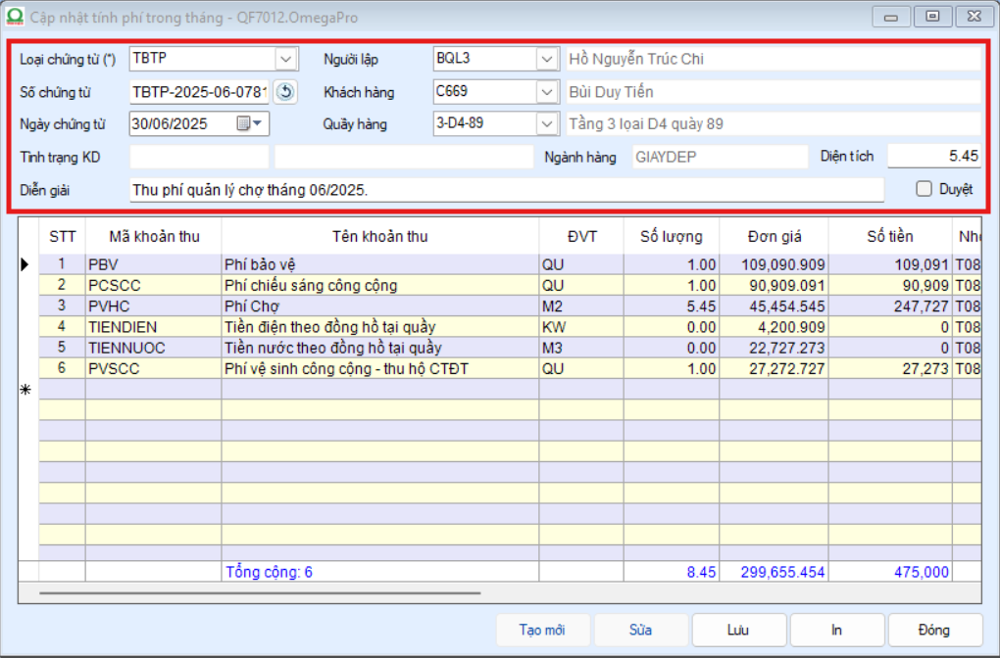 Cập nhật tính phí trong tháng - QF7012.OmegaPro
Loại chứng từ (*) TBTP Người lập BQL3 Hồ Nguyễn Trúc Chi
Số chứng từ TBTP-2025-06-0781 Khách hàng C669 Bùi Duy Tiến
Ngày chứng từ 30/06/2025 Quầy hàng 3-D4-89 Tầng 3 lọai D4 quày 89
Tình trạng KD Ngành hàng GIAYDEP Diện tích 5.45
Diễn giải Thu phí quản lý chợ tháng 06/2025. Duyệt
STT Mã khoản thu Tên khoản thu ĐVT Số lượng Đơn giá Số tiền Nhó
1 PBV Phí bảo vệ QU 1.00 109,090.909 109,091 T08
2 PCSCC Phí chiếu sáng công cộng QU 1.00 90,909.091 90,909 T08
3 PVHC Phí Chợ M2 5.45 45,454.545 247,727 T08
4 TIENDIEN Tiền điện theo đồng hồ tại quầy KW 0.00 4,200.909 0 T08
5 TIENNUOC Tiền nước theo đồng hồ tại quầy M3 0.00 22,727.273 0 T08
6 PVSCC Phí vệ sinh công cộng - thu hộ CTĐT QU 1.00 27,272.727 27,273 T08
Tổng cộng: 6 8.45 299,655.454 475,000
Tạo mới Sửa Lưu In Đóng